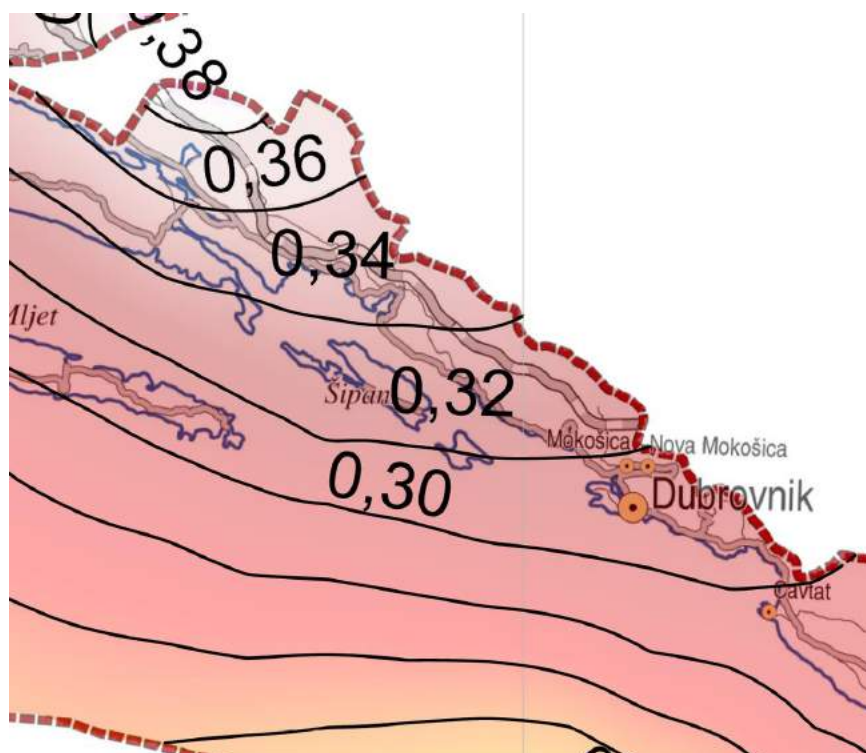 0,38
0,36
0,34
Mljet
Šipan
0,32
Mokošica
Nova Mokošica
0,30
Dubrovnik
Cavtat